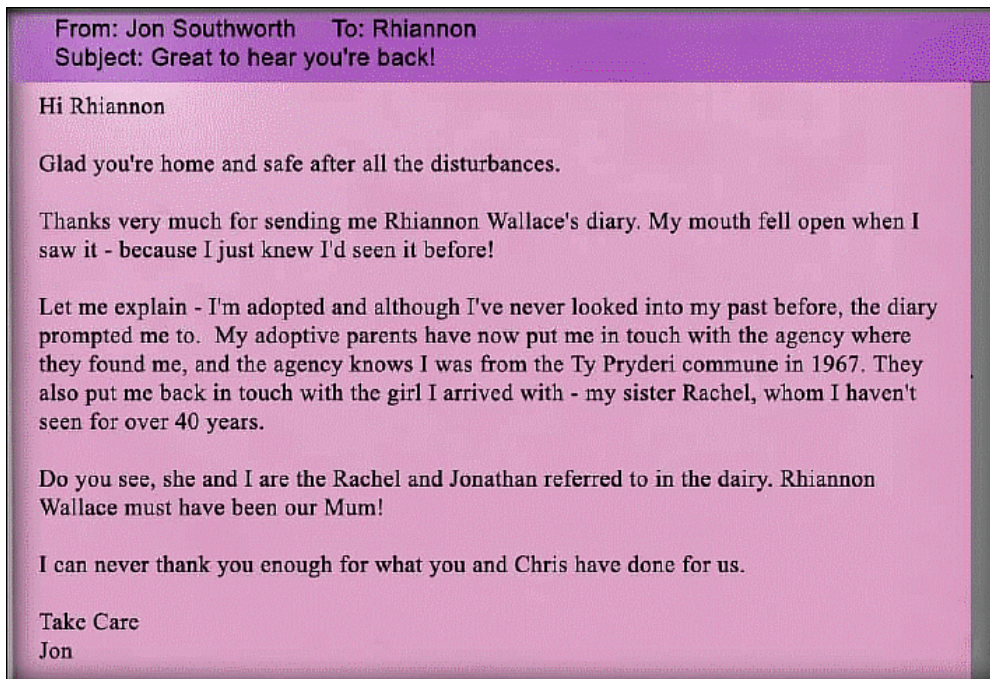 From: Jon Southworth To: Rhiannon
Subject: Great to hear you're back!
Hi Rhiannon
Glad you're home and safe after all the disturbances.
Thanks very much for sending me Rhiannon Wallace's diary. My mouth fell open when I
saw it - because I just knew I'd seen it before!
Let me explain - I'm adopted and although I've never looked into my past before, the diary
prompted me to.  My adoptive parents have now put me in touch with the agency where
they found me, and the agency knows I was from the Ty Pryderi commune in 1967. They
also put me back in touch with the girl I arrived with - my sister Rachel, whom I haven't
seen for over 40 years.
Do you see, she and I are the Rachel and Jonathan referred to in the dairy. Rhiannon
Wallace must have been our Mum!
I can never thank you enough for what you and Chris have done for us.
Take Care
Jon